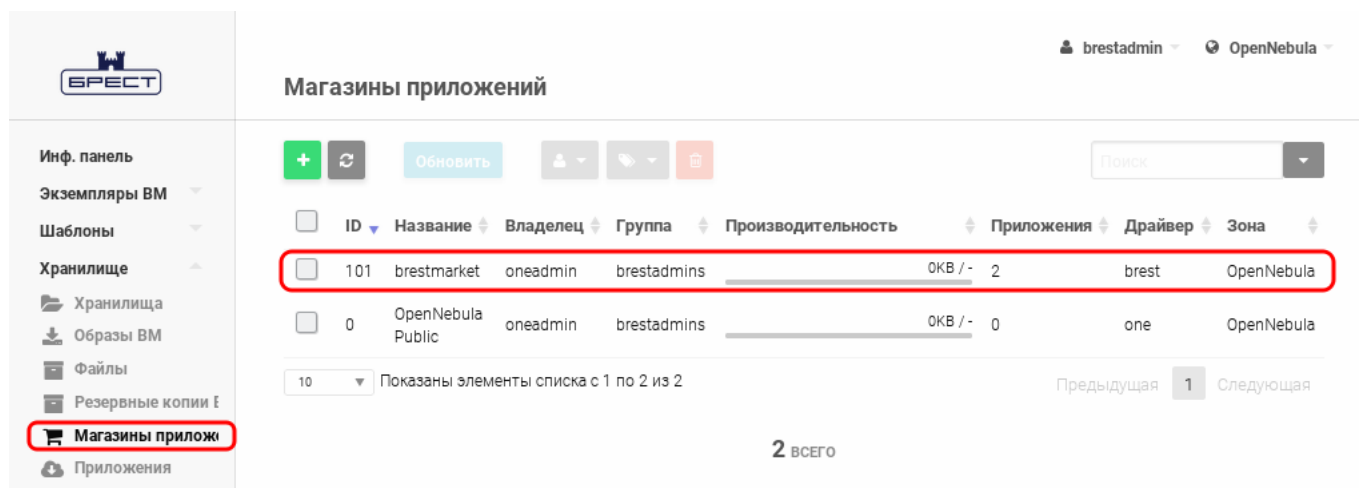 БРЕСТ
brestadmin
OpenNebula
Магазины приложений
Инф. панель
Экземпляры ВМ
Шаблоны
Хранилище
Хранилища
Образы ВМ
Файлы
Резервные копии В
Магазины прилож
Приложения
+
Обновить
Поиск
ID Название Владелец Группа Производительность Приложения Драйвер Зона
101 brestmarket oneadmin brestadmins 0KB / - 2 brest OpenNebula
0 OpenNebula Public oneadmin brestadmins 0KB / - 0 one OpenNebula
10 Показаны элементы списка с 1 по 2 из 2
Предыдущая 1 Следующая
2 ВСЕГО